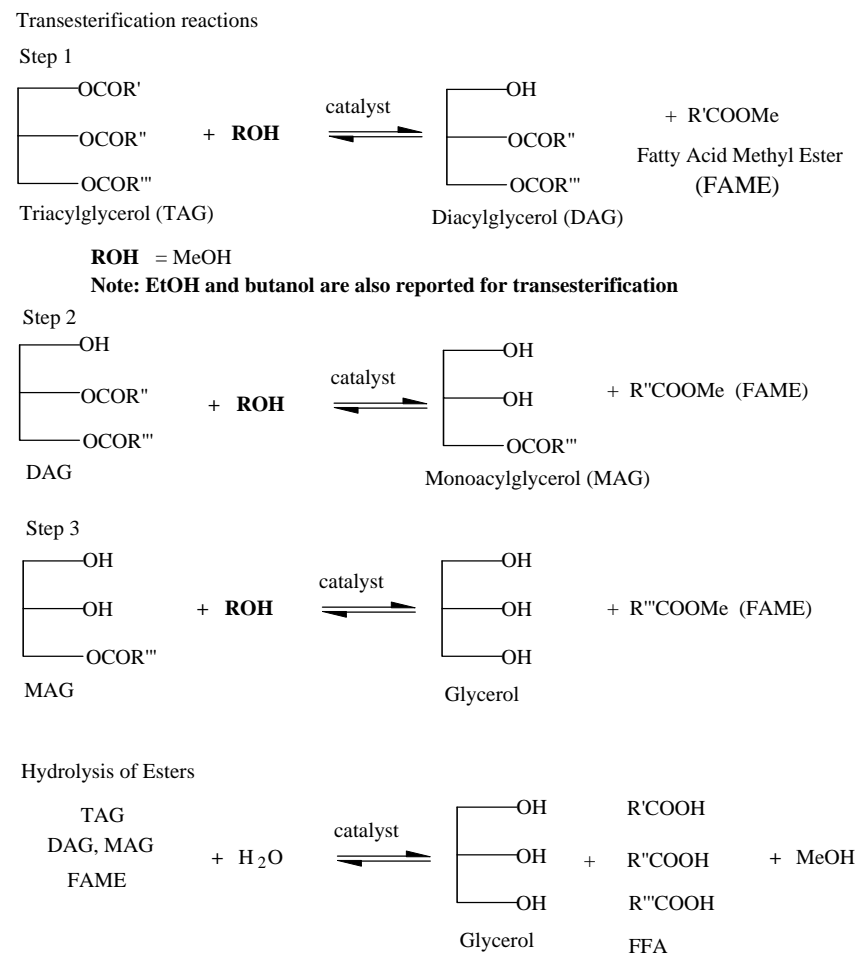 Transesterification reactions
Step 1
OCOR'
OCOR"
OCOR'''
Triacylglycerol (TAG)
+ ROH
catalyst
OH
OCOR"
OCOR'''
Diacylglycerol (DAG)
+ R'COOMe
Fatty Acid Methyl Ester
(FAME)
ROH = MeOH
Note: EtOH and butanol are also reported for transesterification
Step 2
OH
OCOR"
OCOR'''
DAG
+ ROH
catalyst
OH
OH
OCOR'''
Monoacylglycerol (MAG)
+ R"COOMe (FAME)
Step 3
OH
OH
OCOR'''
MAG
+ ROH
catalyst
OH
OH
OH
Glycerol
+ R'''COOMe (FAME)
Hydrolysis of Esters
TAG
DAG, MAG
FAME
+ H2O
catalyst
OH
OH
OH
Glycerol
+
R'COOH
R"COOH
R'''COOH
FFA
+ MeOH